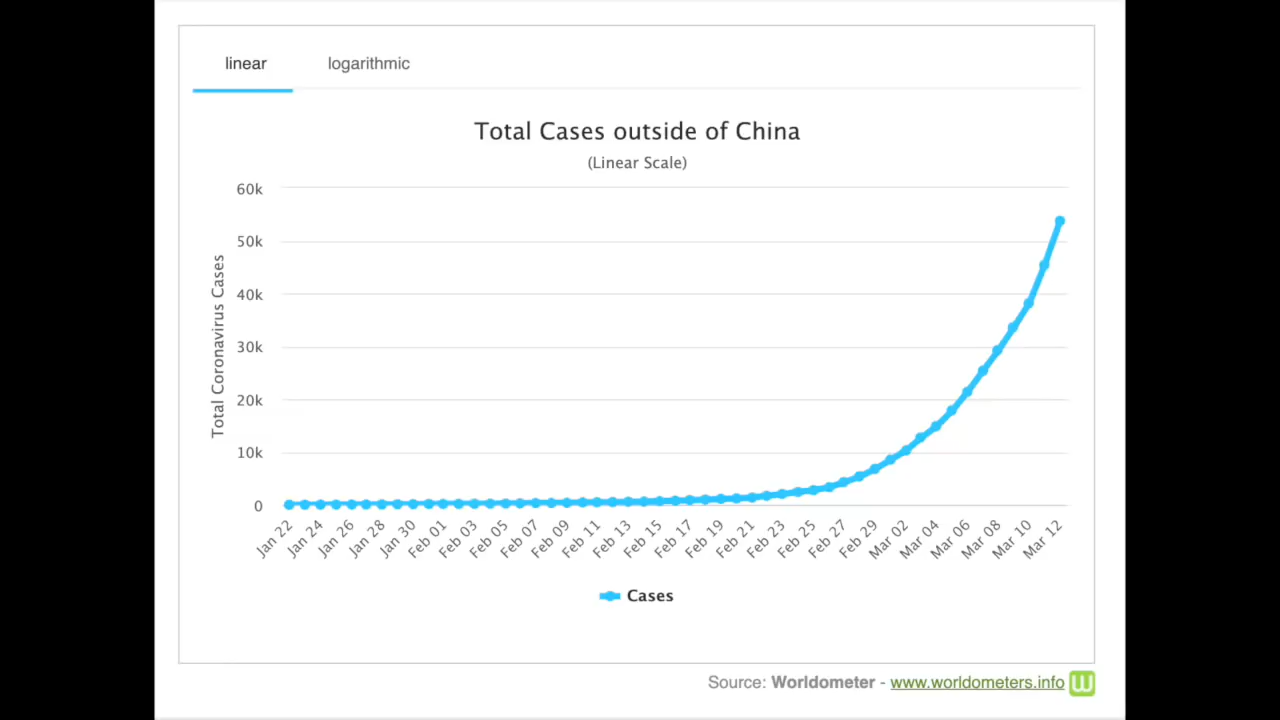 linear logarithmic
Total Cases outside of China
(Linear Scale)
Total Coronavirus Cases
60k
50k
40k
30k
20k
10k
0
Jan 22 Jan 24 Jan 26 Jan 28 Jan 30 Feb 01 Feb 03 Feb 05 Feb 07 Feb 09 Feb 11 Feb 13 Feb 15 Feb 17 Feb 19 Feb 21 Feb 23 Feb 25 Feb 27 Feb 29 Mar 02 Mar 04 Mar 06 Mar 08 Mar 10 Mar 12
Cases
Source: Worldometer - www.worldometers.info W